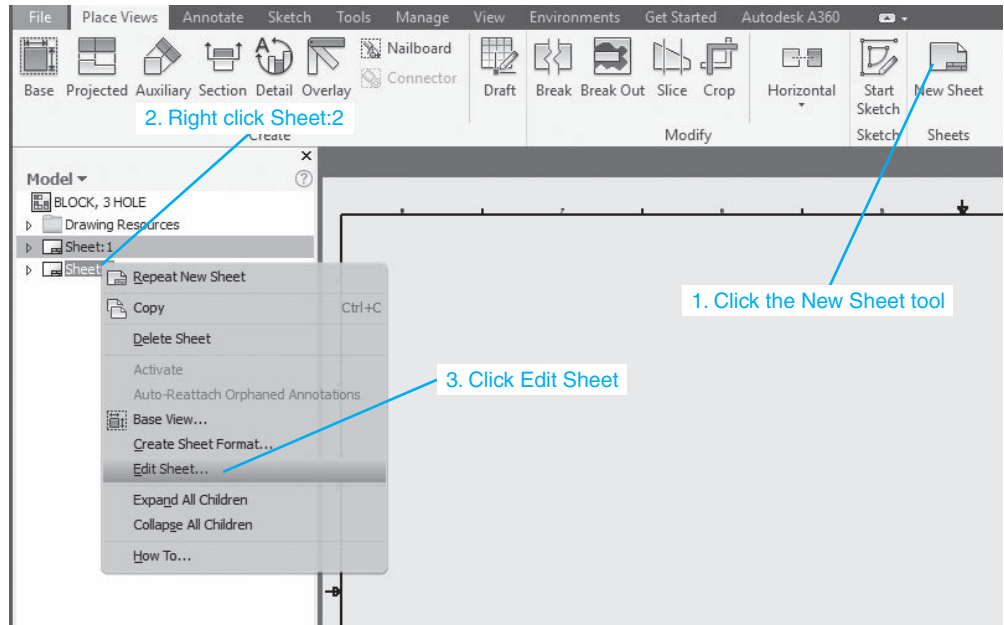 File Place Views Annotate Sketch Tools Manage View Environments Get Started Autodesk A360
Nailboard
Connector
Base Projected Auxiliary Section Detail Overlay Draft Break Break Out Slice Crop Horizontal Start Sketch New Sheet
2. Right click Sheet:2
Create Modify Sketch Sheets
Model
BLOCK, 3 HOLE
Drawing Resources
Sheet:1
Sheet
Repeat New Sheet
Copy Ctrl+C
1. Click the New Sheet tool
Delete Sheet
Activate
3. Click Edit Sheet
Auto-Reattach Orphaned Annotations
Base View...
Create Sheet Format...
Edit Sheet...
Expand All Children
Collapse All Children
How To...
7
D